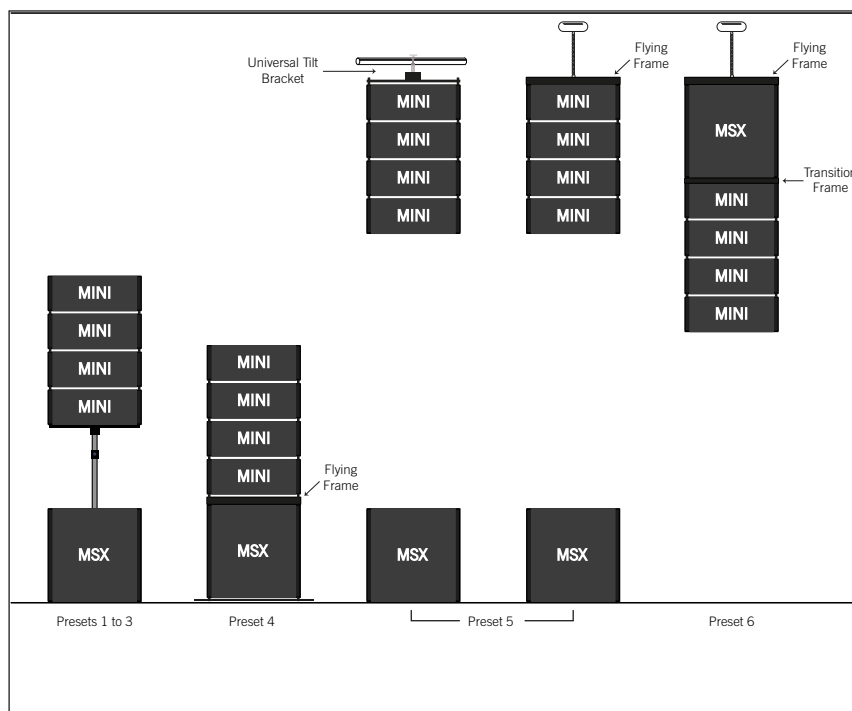 Universal Tilt
Bracket
Flying
Frame
Flying
Frame
MINI
MINI
MINI
MINI
MINI
MINI
MINI
MINI
MSX
Transition
Frame
MINI
MINI
MINI
MINI
MINI
MINI
MINI
MINI
MSX
MINI
MINI
MINI
MINI
Flying
Frame
MSX
MSX
MSX
Presets 1 to 3
Preset 4
Preset 5
Preset 6